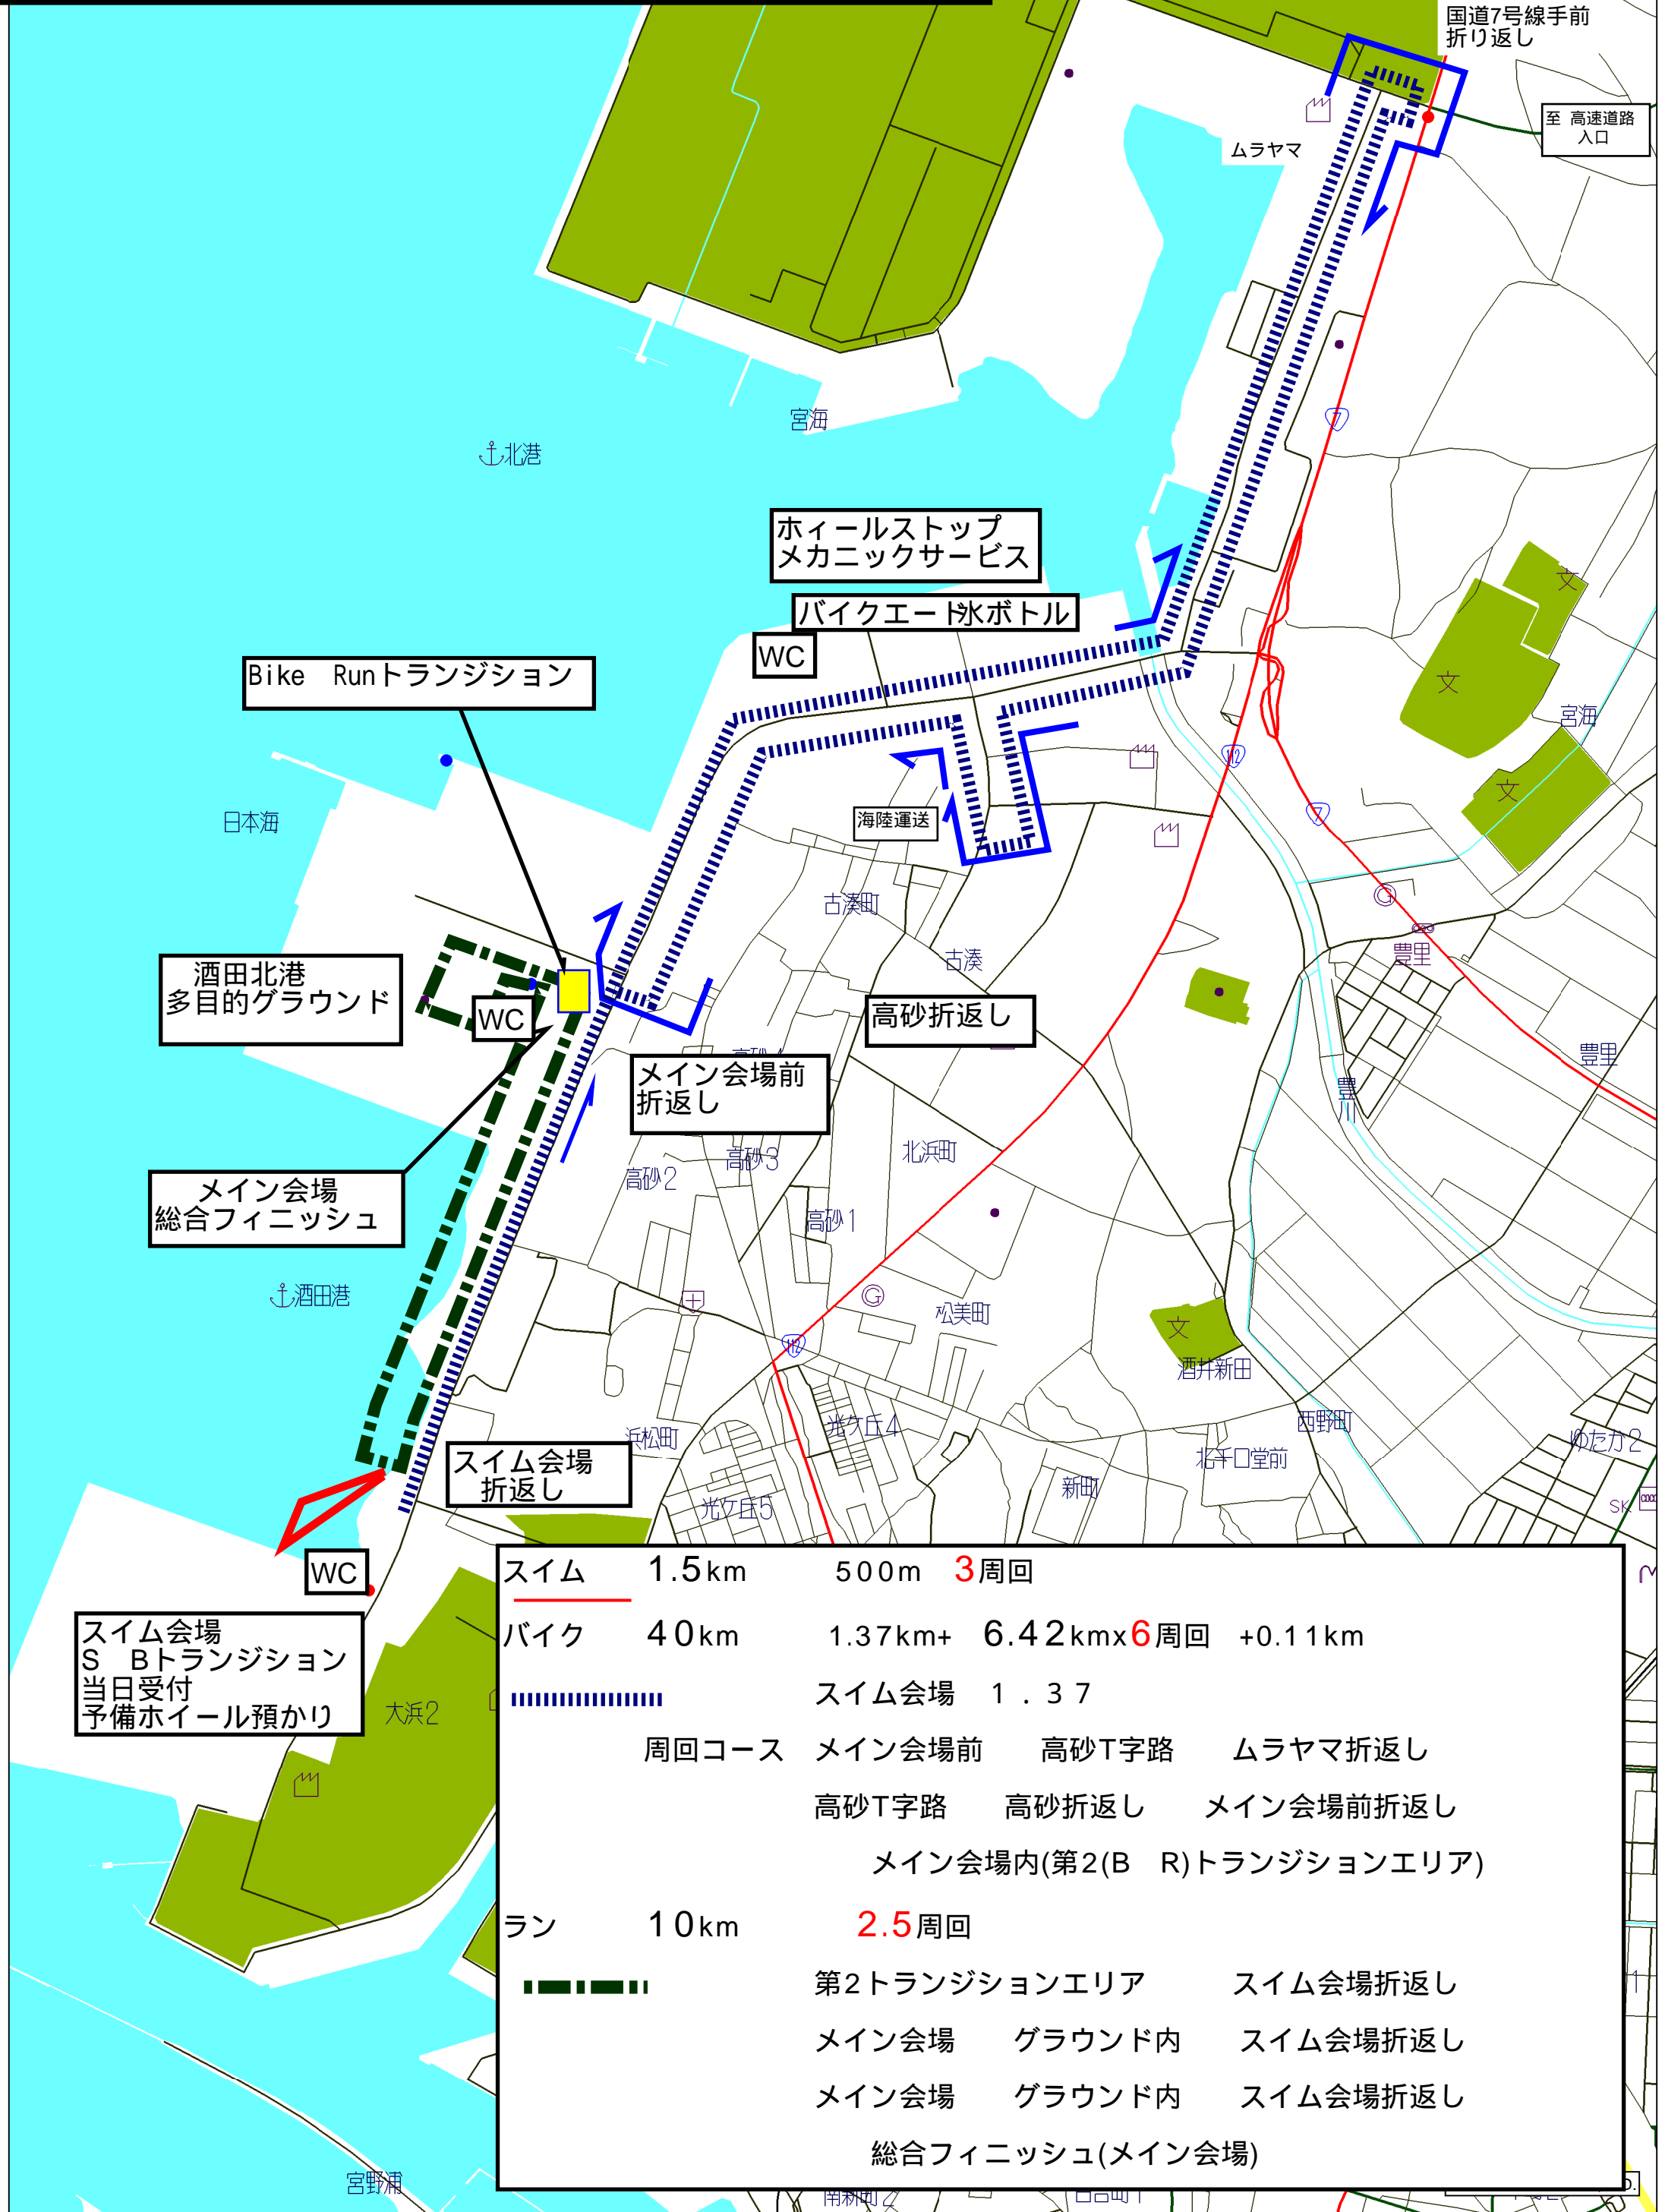 国道7号線手前
折り返し
至 高速道路
入口
ムラヤマ
宮海
北港
7
ホィールストップ
メカニックサービス
バイクエード水ボトル
WC
文
文
宮海
文
Bike Runトランジション
112
7
日本海
海陸運送
古湊町
古湊
豊里
豊里
豊川
酒田北港
多目的グラウンド
WC
高砂折返し
メイン会場前
折返し
高砂2
高砂3
高砂1
北浜町
メイン会場
総合フィニッシュ
酒田港
松美町
112
文
酒井新田
西野町
ゆたか2
浜松町
光ケ丘4
光ケ丘5
新町
北千日堂前
SK
スイム会場
折返し
WC
スイム会場
S Bトランジション
当日受付
予備ホイール預かり
大浜2
スイム 1.5km 500m 3周回
バイク 40km 1.37km+ 6.42kmx6周回 +0.11km
スイム会場 1.37
周回コース メイン会場前 高砂T字路 ムラヤマ折返し
高砂T字路 高砂折返し メイン会場前折返し
メイン会場内(第2(B R)トランジションエリア)
ラン 10km 2.5周回
第2トランジションエリア スイム会場折返し
メイン会場 グラウンド内 スイム会場折返し
メイン会場 グラウンド内 スイム会場折返し
総合フィニッシュ(メイン会場)
宮野浦